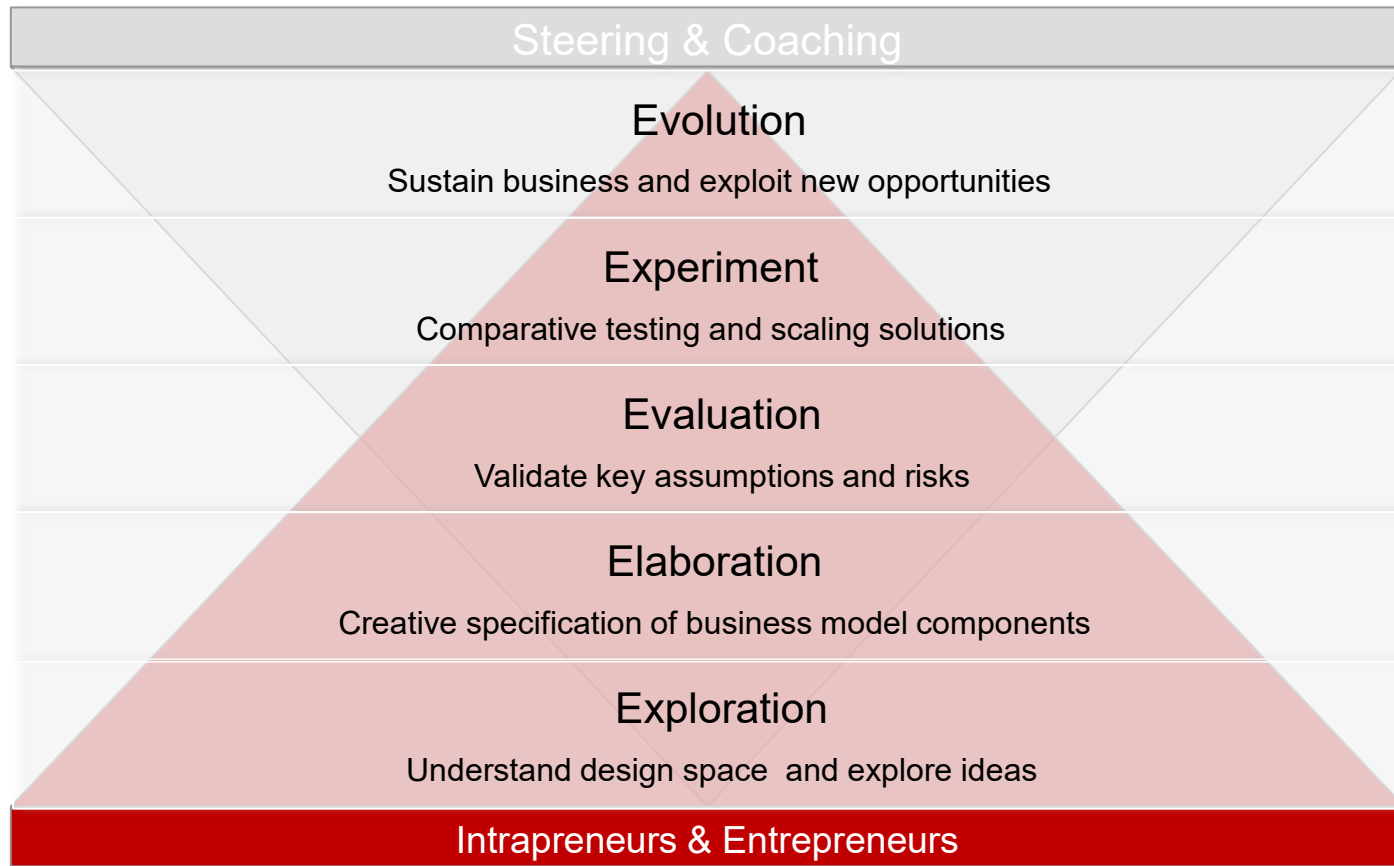 Steering & Coaching
Evolution
Sustain business and exploit new opportunities
Experiment
Comparative testing and scaling solutions
Evaluation
Validate key assumptions and risks
Elaboration
Creative specification of business model components
Exploration
Understand design space  and explore ideas
Intrapreneurs & Entrepreneurs